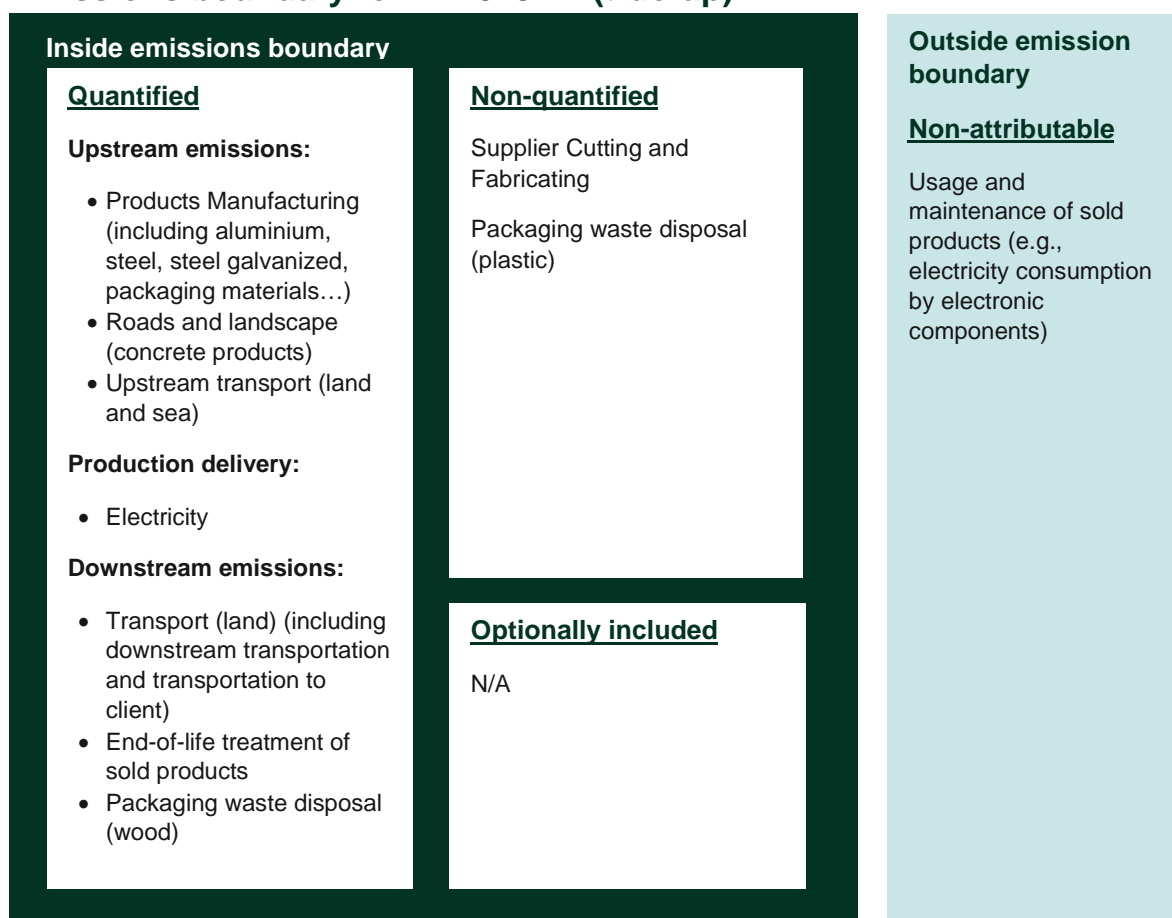 (track up)
Inside emissions boundary
Quantified
Upstream emissions:
• Products Manufacturing
(including aluminium,
steel, steel galvanized,
packaging materials…)
• Roads and landscape
(concrete products)
• Upstream transport (land
and sea)
Production delivery:
• Electricity
Downstream emissions:
• Transport (land) (including
downstream transportation
and transportation to
client)
• End-of-life treatment of
sold products
• Packaging waste disposal
(wood)
Non-quantified
Supplier Cutting and
Fabricating
Packaging waste disposal
(plastic)
Optionally included
N/A
Outside emission
boundary
Non-attributable
Usage and
maintenance of sold
products (e.g.,
electricity consumption
by electronic
components)